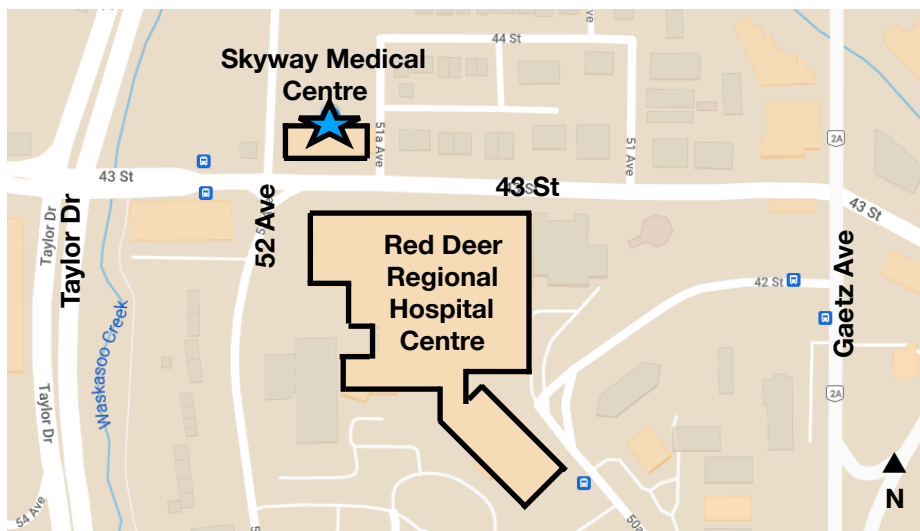 44 St
Skyway Medical
Centre
51a Ave
51 Ave
2A
43 St
43 St
43 St
Taylor Dr
Taylor Dr
52 Ave
Red Deer
Regional
Hospital
Centre
42 St
Gaetz Ave
Waskasoo Creek
2A
Taylor Dr
54 Ave
N